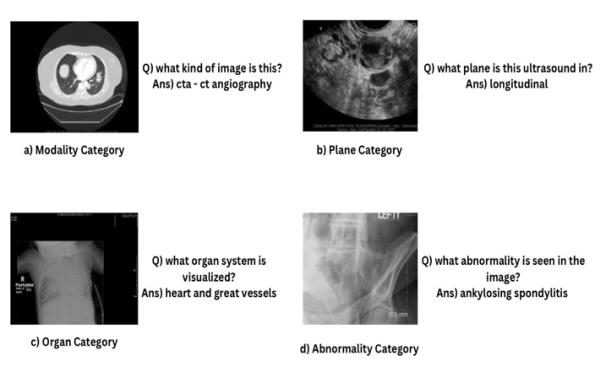 Q) what kind of image is this?
Ans) cta - ct angiography
a) Modality Category
Q) what plane is this ultrasound in?
Ans) longitudinal
b) Plane Category
R
Portable
Q) what organ system is
visualized?
Ans) heart and great vessels
c) Organ Category
LEFT
Q) what abnormality is seen in the
image?
Ans) ankylosing spondylitis
d) Abnormality Category